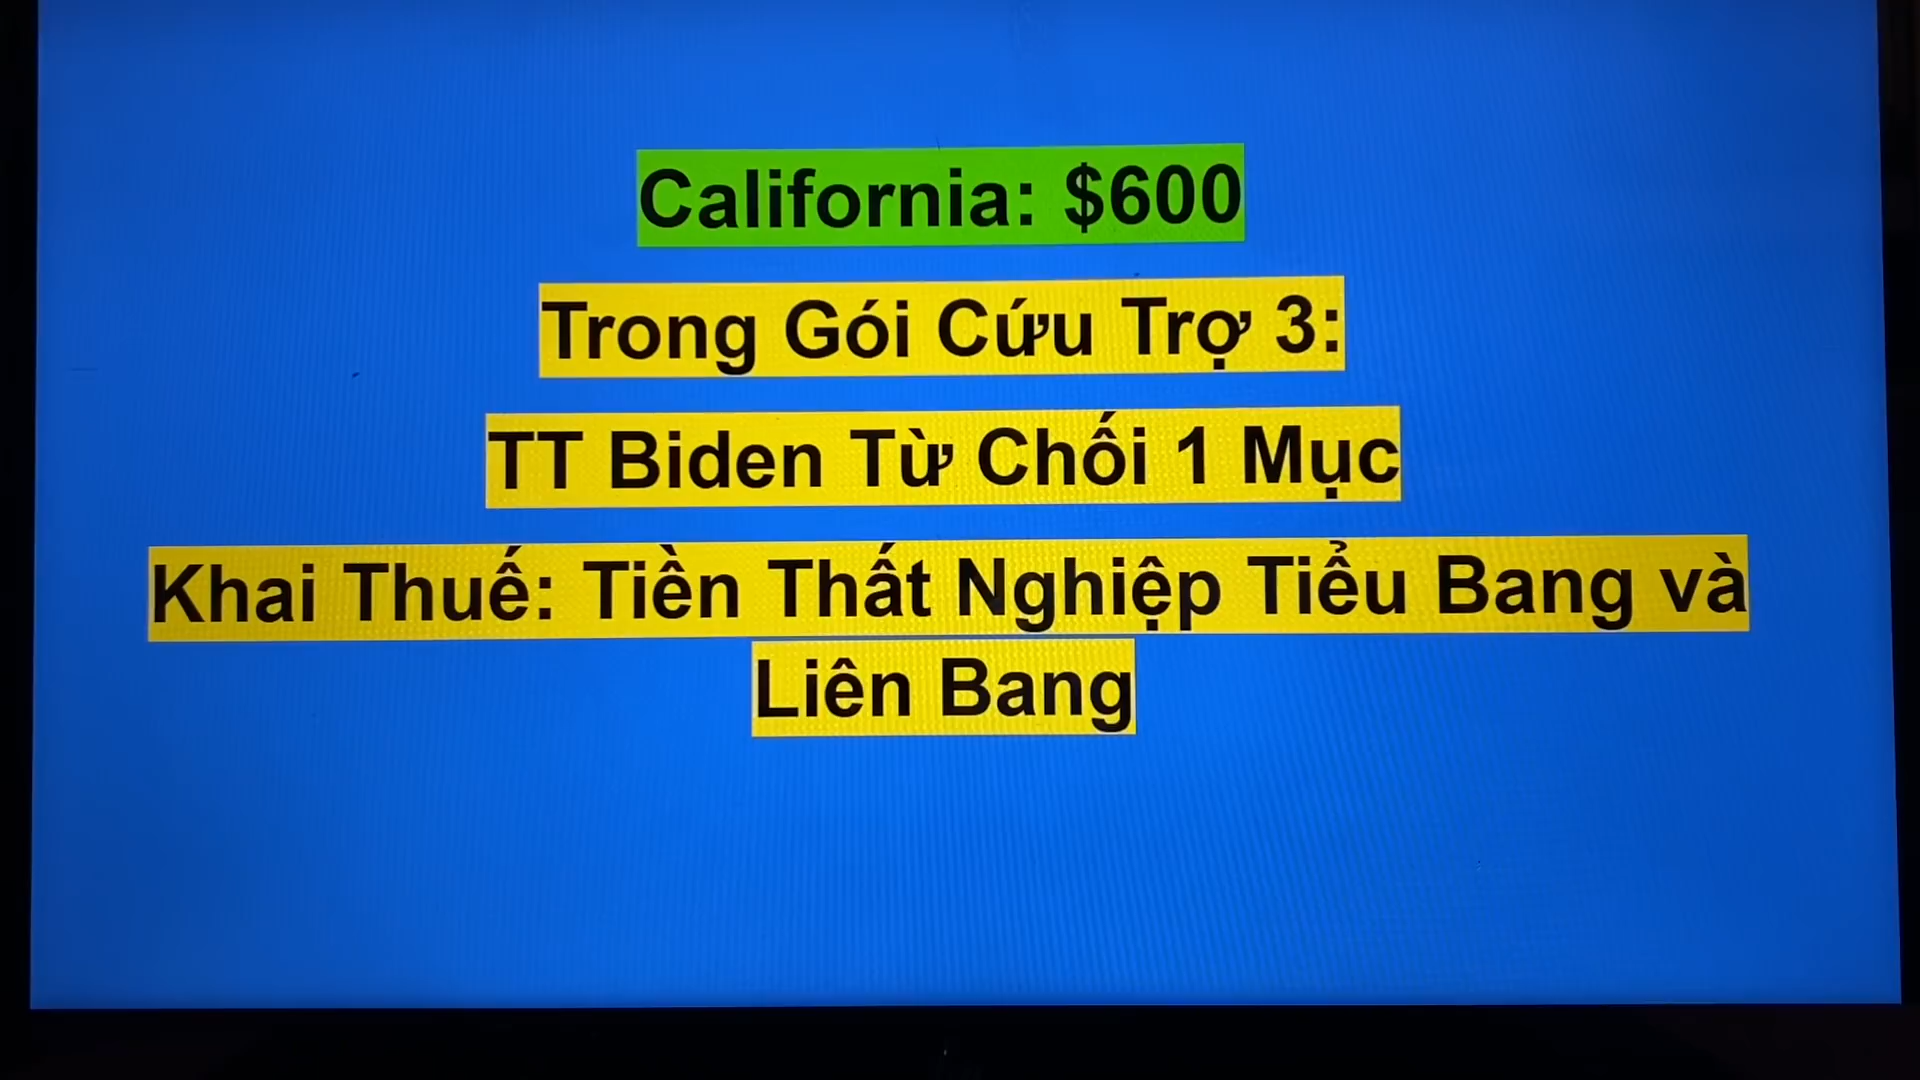 California: $600
Trong Gói Cứu Trợ 3:
TT Biden Từ Chối 1 Mục
Khai Thuế: Tiền Thất Nghiệp Tiểu Bang và
Liên Bang